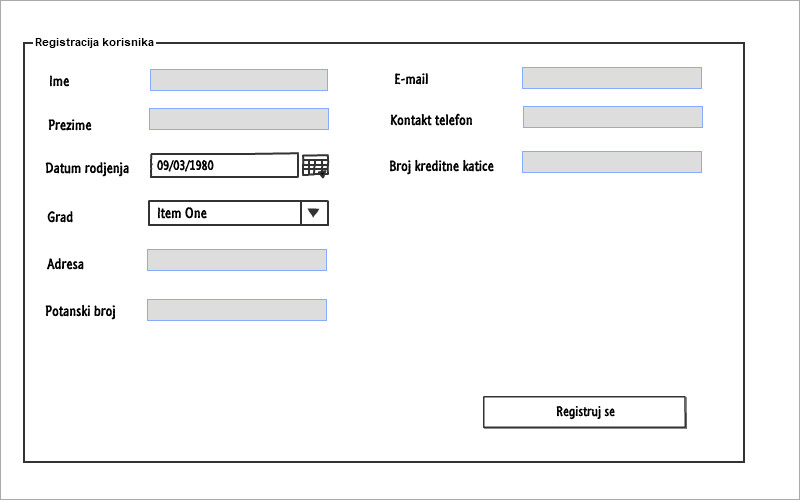 Registracija korisnika
Ime
Prezime
Datum rodjenja
09/03/1980
Grad
Item One
Adresa
Potanski broj
E-mail
Kontakt telefon
Broj kreditne katice
Registruj se